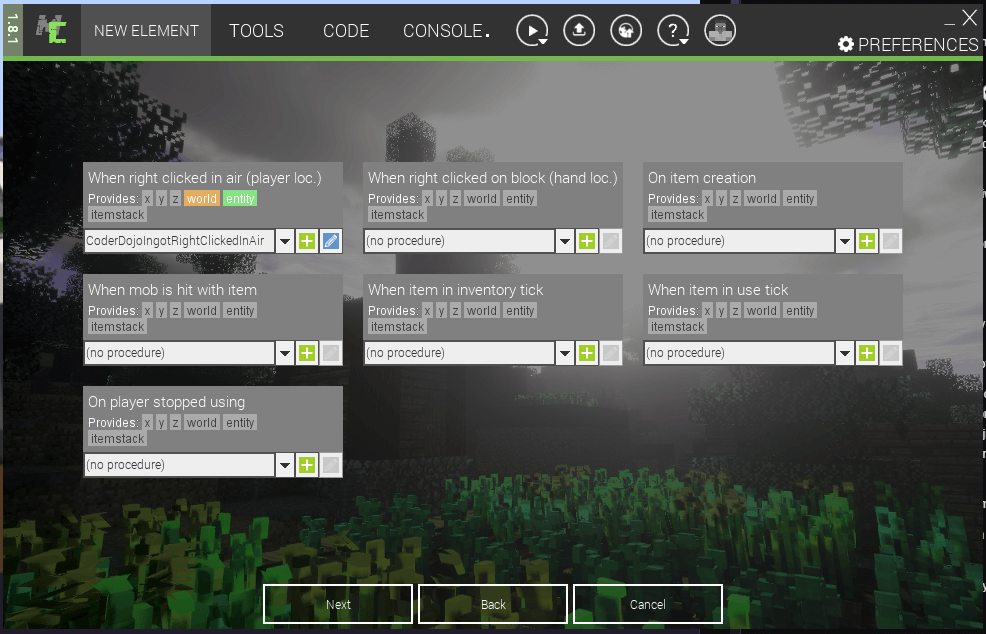 1.8.1
NEW ELEMENT TOOLS CODE CONSOLE.
PREFERENCES
When right clicked in air (player loc.)
Provides: x y z world entity
itemstack
CoderDojoIngotRightClickedInAir
When right clicked on block (hand loc.)
Provides: x y z world entity
itemstack
(no procedure)
On item creation
Provides: x y z world entity
itemstack
(no procedure)
When mob is hit with item
Provides: x y z world entity
itemstack
(no procedure)
When item in inventory tick
Provides: x y z world entity
itemstack
(no procedure)
When item in use tick
Provides: x y z world entity
itemstack
(no procedure)
On player stopped using
Provides: x y z world entity
itemstack
(no procedure)
Next Back Cancel